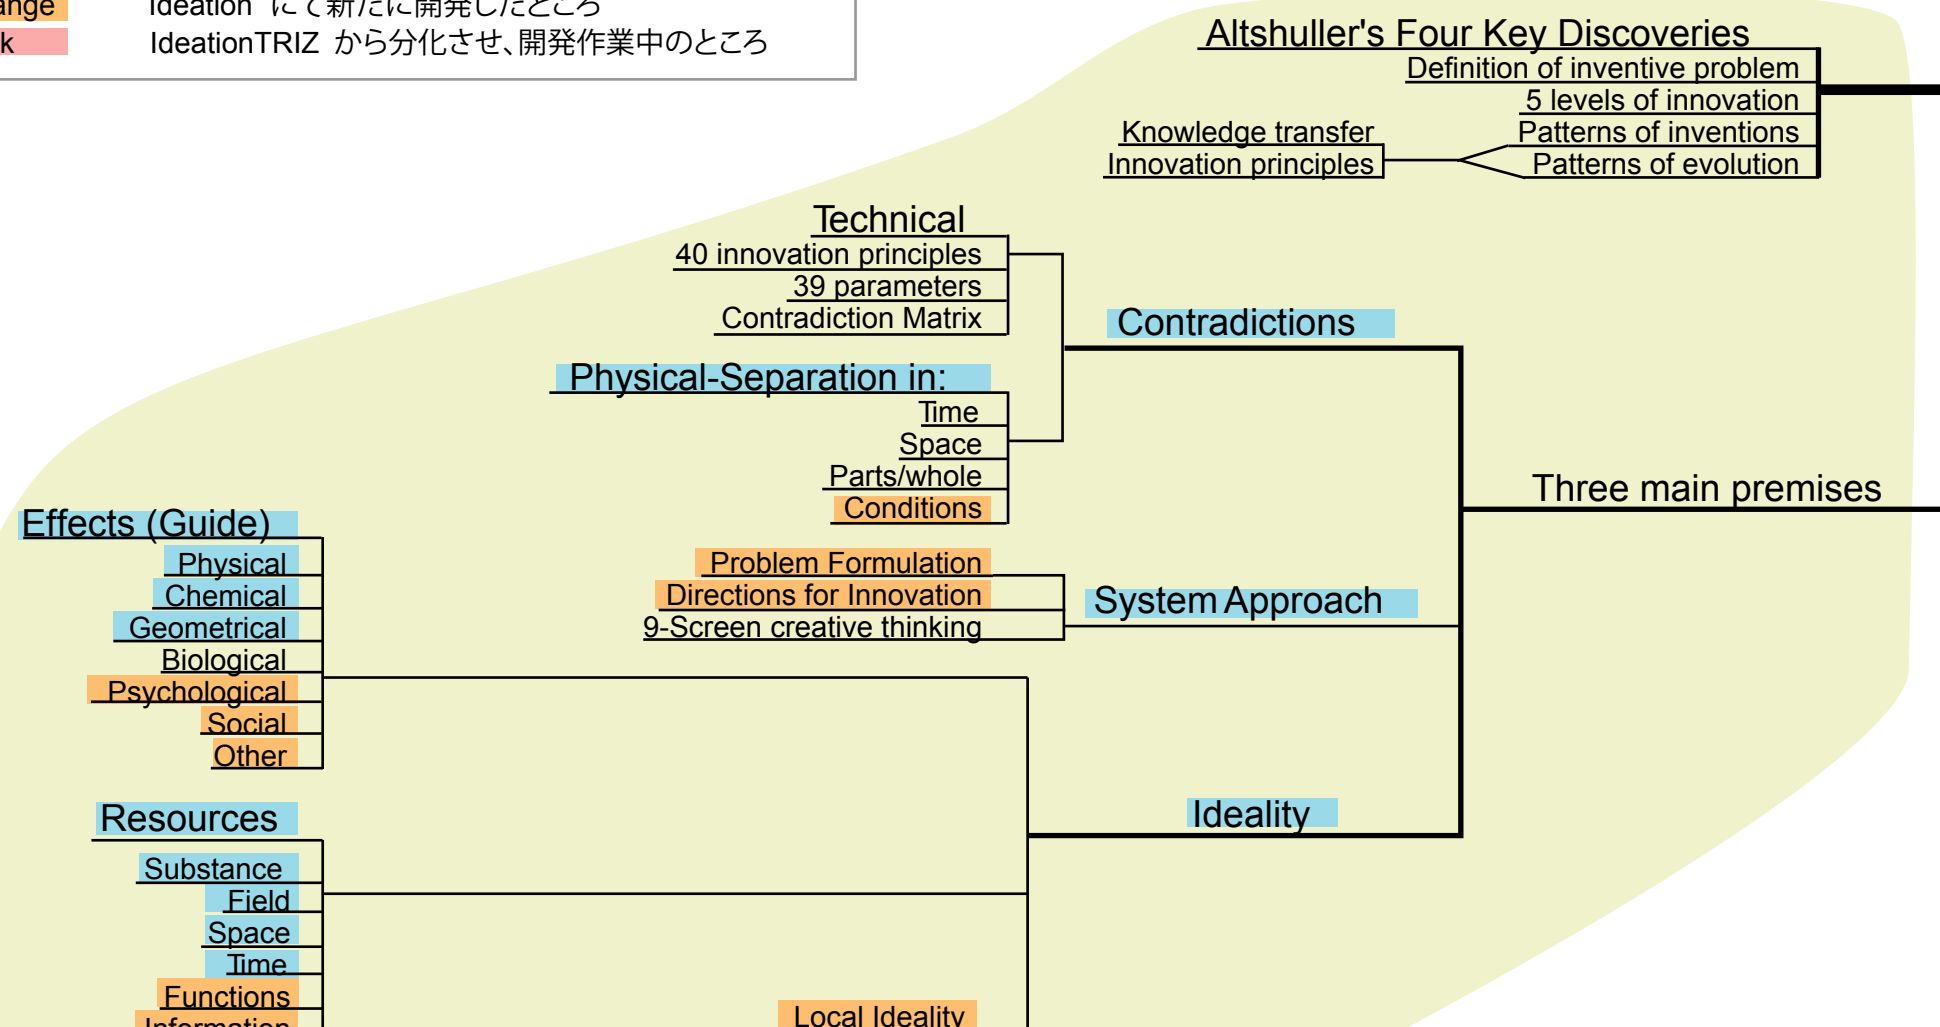 Ideation にて新たに開発したところ
IdeationTRIZ から分化させ、開発作業中のところ
Altshuller's Four Key Discoveries
Definition of inventive problem
5 levels of innovation
Patterns of inventions
Patterns of evolution
Knowledge transfer
Innovation principles
Technical
40 innovation principles
39 parameters
Contradiction Matrix
Contradictions
Physical-Separation in:
Time
Space
Parts/whole
Conditions
Three main premises
Problem Formulation
Directions for Innovation
9-Screen creative thinking
System Approach
Effects (Guide)
Physical
Chemical
Geometrical
Biological
Psychological
Social
Other
Ideality
Resources
Substance
Field
Space
Time
Functions
Information
Local Ideality